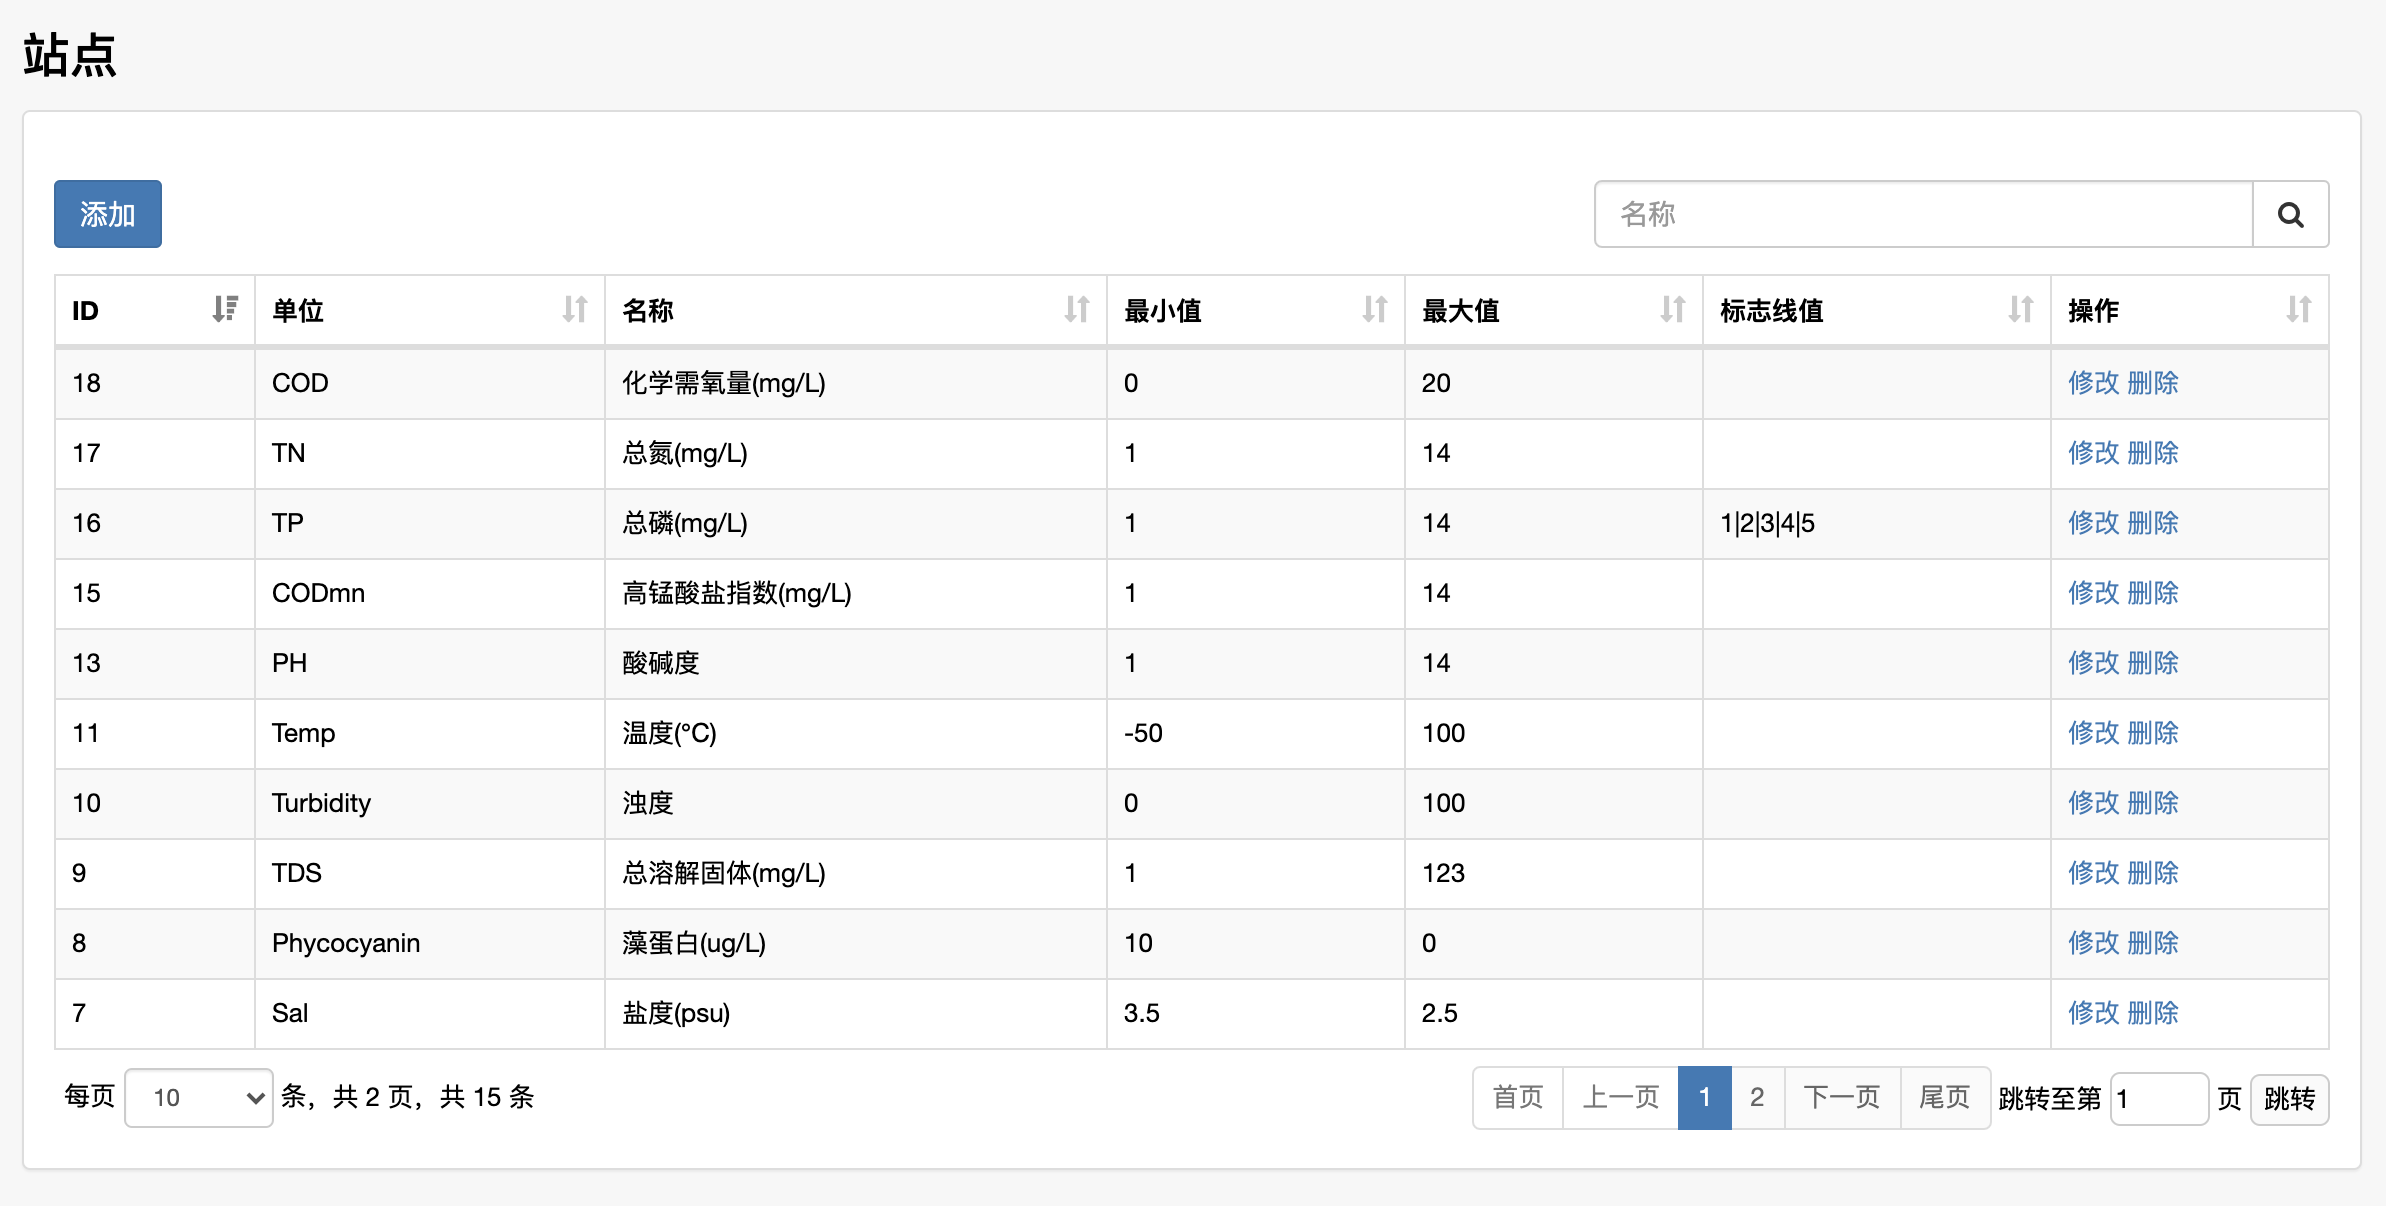 站点
添加
名称
ID 单位 名称 最小值 最大值 标志线值 操作
18 COD 化学需氧量(mg/L) 0 20 修改 删除
17 TN 总氮(mg/L) 1 14 修改 删除
16 TP 总磷(mg/L) 1 14 1|2|3|4|5 修改 删除
15 CODmn 高锰酸盐指数(mg/L) 1 14 修改 删除
13 PH 酸碱度 1 14 修改 删除
11 Temp 温度(°C) -50 100 修改 删除
10 Turbidity 浊度 0 100 修改 删除
9 TDS 总溶解固体(mg/L) 1 123 修改 删除
8 Phycocyanin 藻蛋白(ug/L) 10 0 修改 删除
7 Sal 盐度(psu) 3.5 2.5 修改 删除
每页 10 条，共 2 页，共 15 条 首页 上一页 1 2 下一页 尾页 跳转至第 1 页 跳转